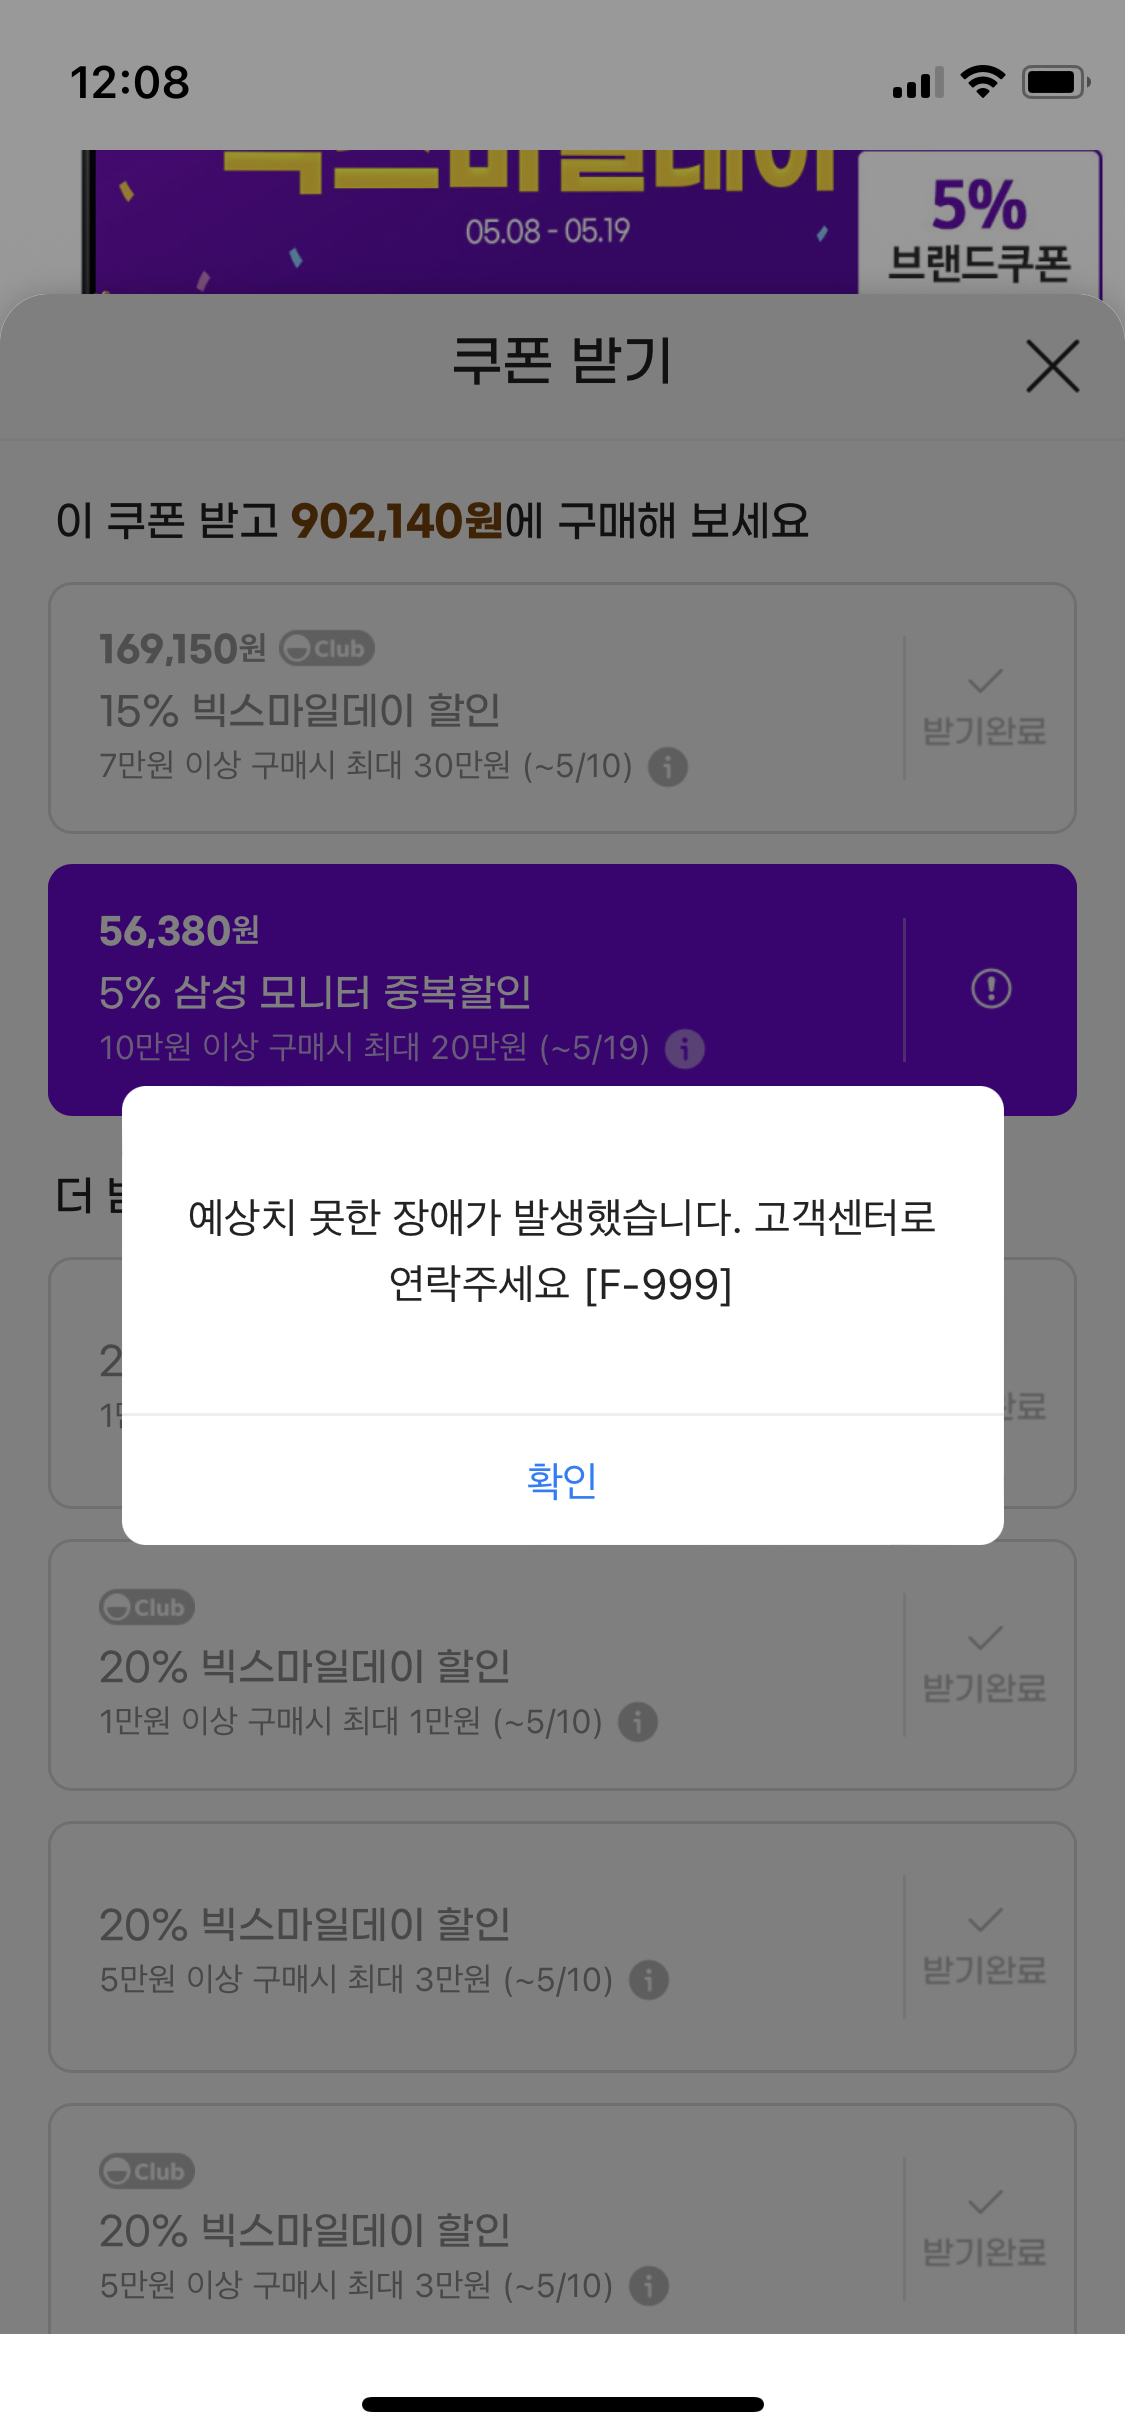 12:08
빅스마일데이
05.08 - 05.19
5%
브랜드쿠폰
쿠폰 받기
이 쿠폰 받고 902,140원에 구매해 보세요
169,150원 Club
15% 빅스마일데이 할인
7만원 이상 구매시 최대 30만원 (~5/10)
받기완료
56,380원
5% 삼성 모니터 중복할인
10만원 이상 구매시 최대 20만원 (~5/19)
더
예상치 못한 장애가 발생했습니다. 고객센터로
연락주세요 [F-999]
확인
2
완료
Club
20% 빅스마일데이 할인
1만원 이상 구매시 최대 1만원 (~5/10)
받기완료
20% 빅스마일데이 할인
5만원 이상 구매시 최대 3만원 (~5/10)
받기완료
Club
20% 빅스마일데이 할인
5만원 이상 구매시 최대 3만원 (~5/10)
받기완료